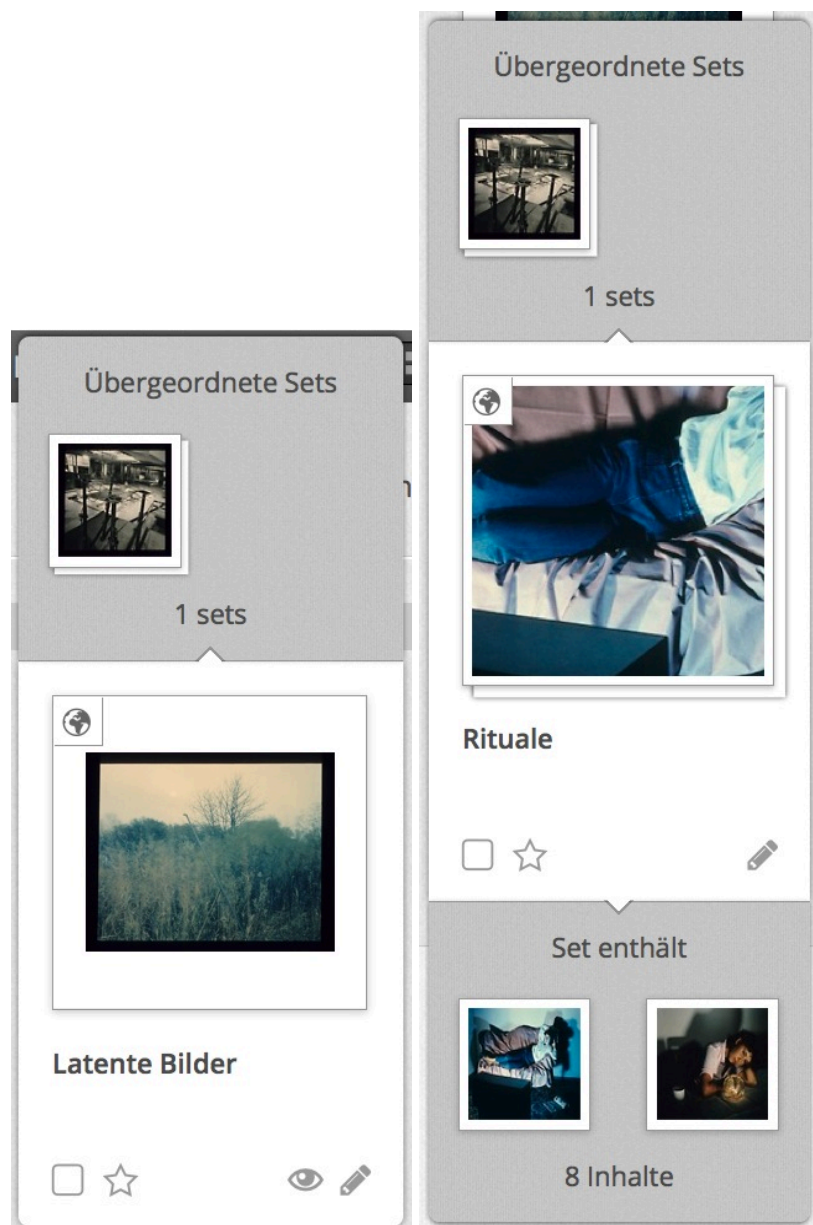 Übergeordnete Sets
1 sets
Latente Bilder
Übergeordnete Sets
1 sets
Rituale
Set enthält
8 Inhalte